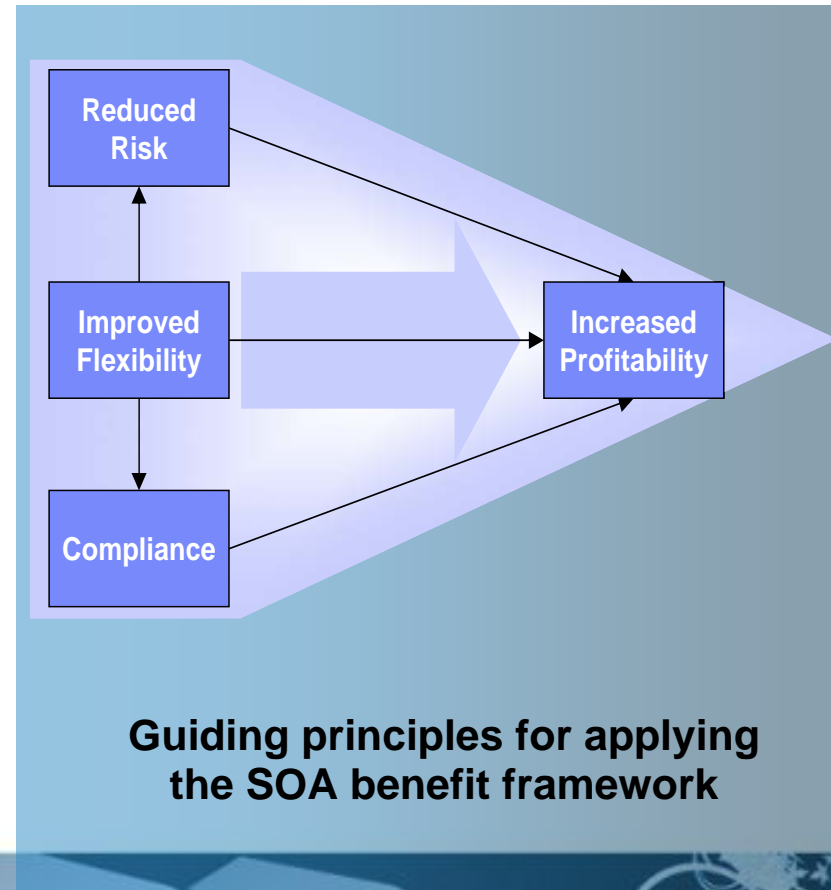 Reduced
Risk
Improved
Flexibility
Increased
Profitability
Compliance
Guiding principles for applying
the SOA benefit framework